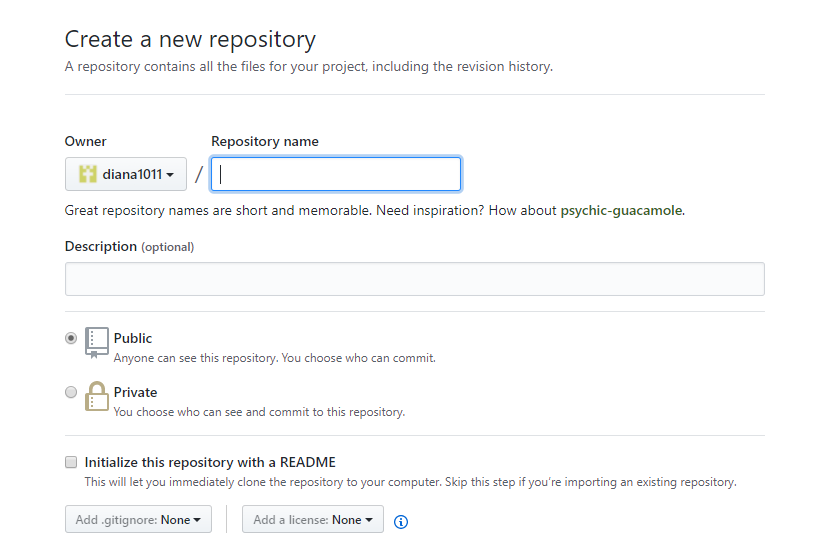 Create a new repository
A repository contains all the files for your project, including the revision history.
Owner Repository name
diana1011 /
Great repository names are short and memorable. Need inspiration? How about psychic-guacamole.
Description (optional)
Public
Anyone can see this repository. You choose who can commit.
Private
You choose who can see and commit to this repository.
Initialize this repository with a README
This will let you immediately clone the repository to your computer. Skip this step if you're importing an existing repository.
Add .gitignore: None Add a license: None